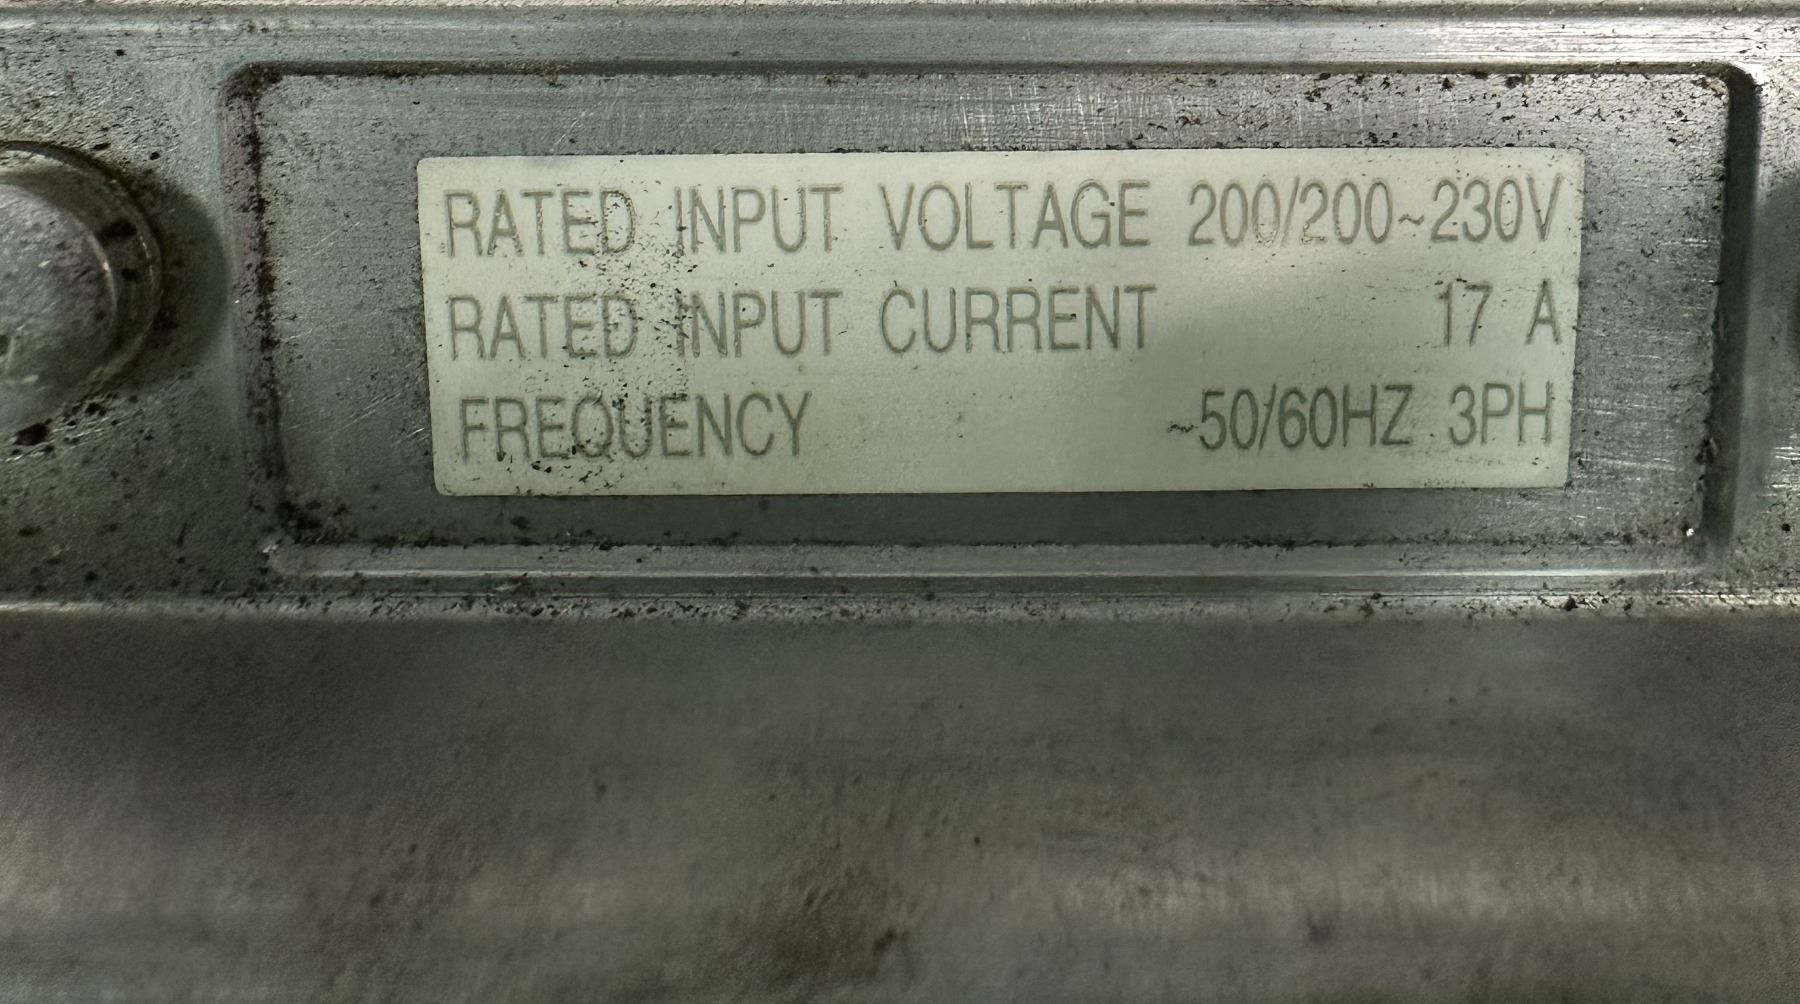 RATED INPUT VOLTAGE 200/200~230V
RATED INPUT CURRENT 17 A
FREQUENCY ~50/60HZ 3PH